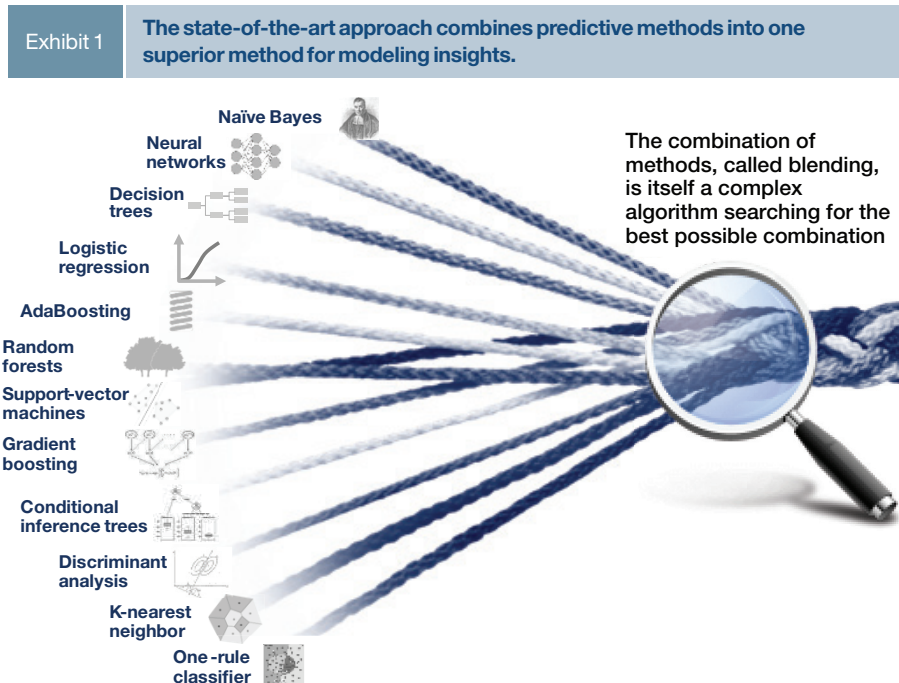 Exhibit 1
The state-of-the-art approach combines predictive methods into one
superior method for modeling insights.
Naïve Bayes
Neural
networks
Decision
trees
Logistic
regression
AdaBoosting
Random
forests
Support-vector
machines
Gradient
boosting
Conditional
inference trees
Discriminant
analysis
K-nearest
neighbor
One-rule
classifier
The combination of
methods, called blending,
is itself a complex
algorithm searching for the
best possible combination